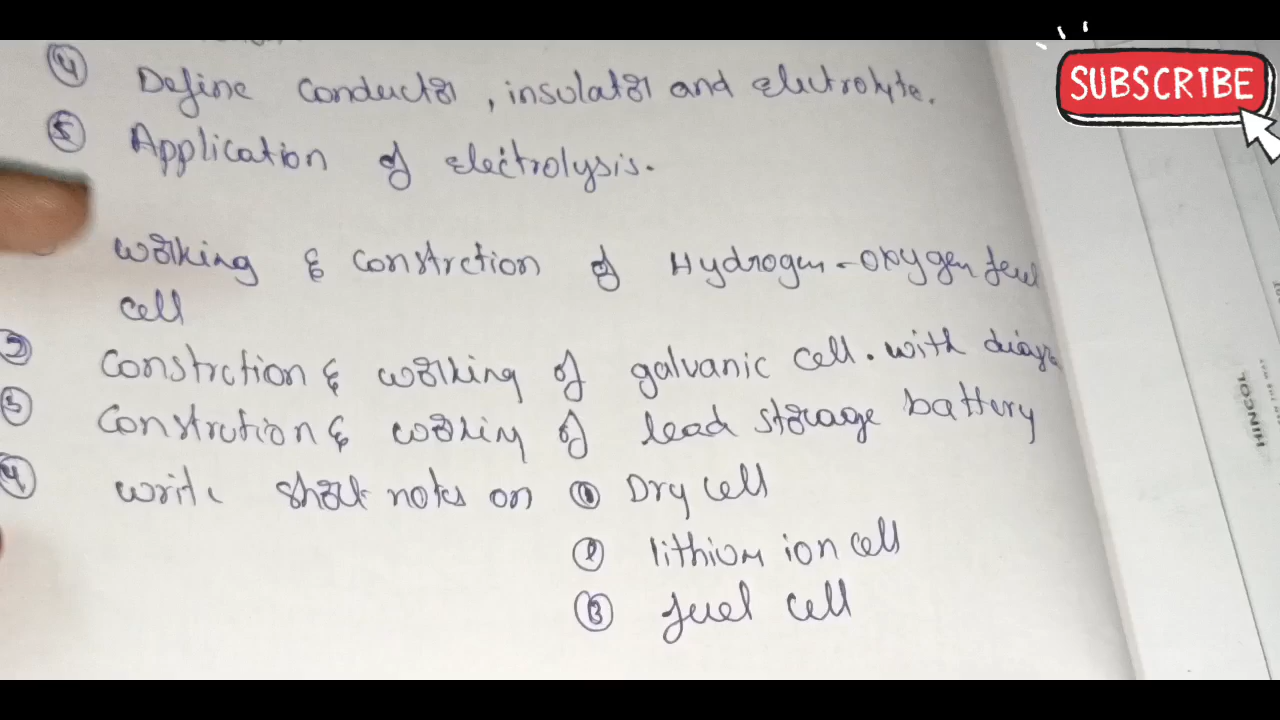 ④ Define conductor, insulator and electrolyte.
SUBSCRIBE
⑤ Application of electrolysis.
working & constrction of Hydrogen - oxygen fuel
cell
② constrction & working of galvanic cell. with diagra
③ constrution & working of lead storage battery
④ write short notes on ① Dry cell
② lithium ion cell
③ fuel cell
HINCOL